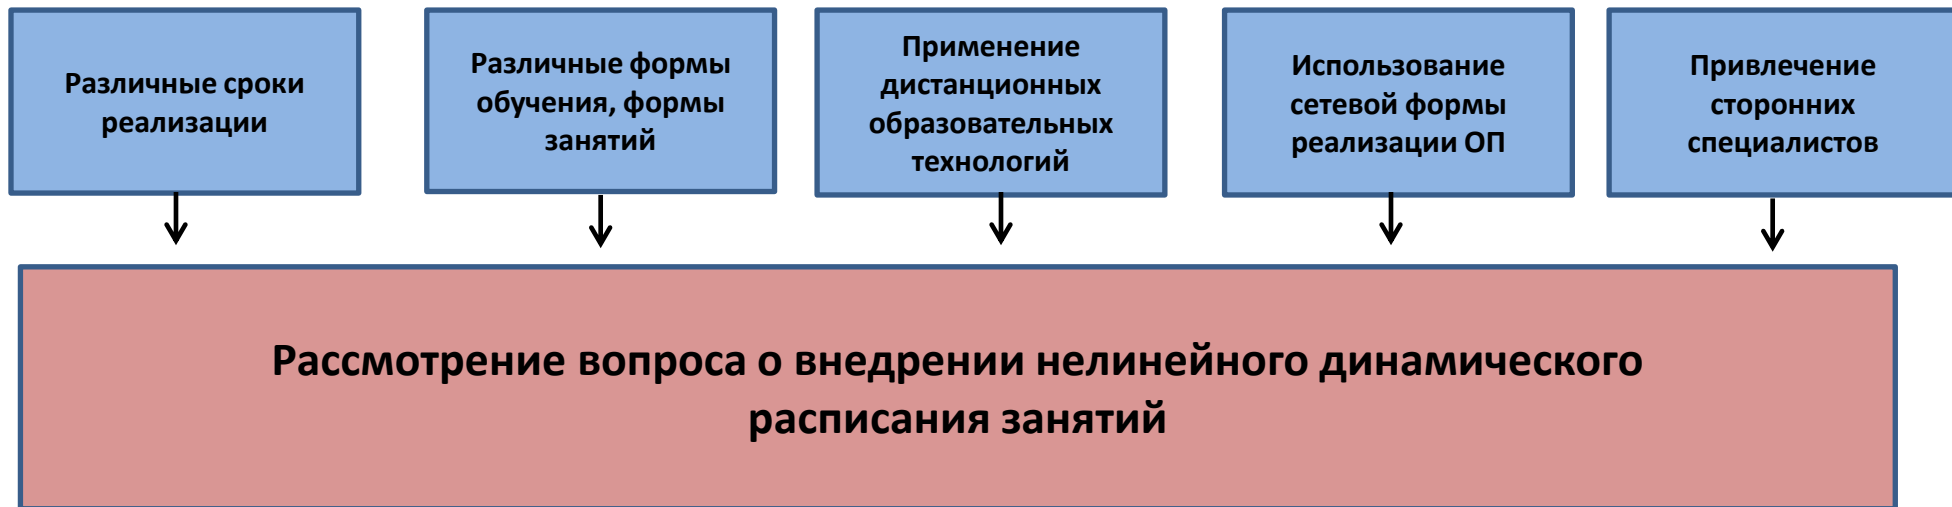 Различные сроки
реализации
Различные формы
обучения, формы
занятий
Применение
дистанционных
образовательных
технологий
Использование
сетевой формы
реализации ОП
Привлечение
сторонних
специалистов
Рассмотрение вопроса о внедрении нелинейного динамического
расписания занятий